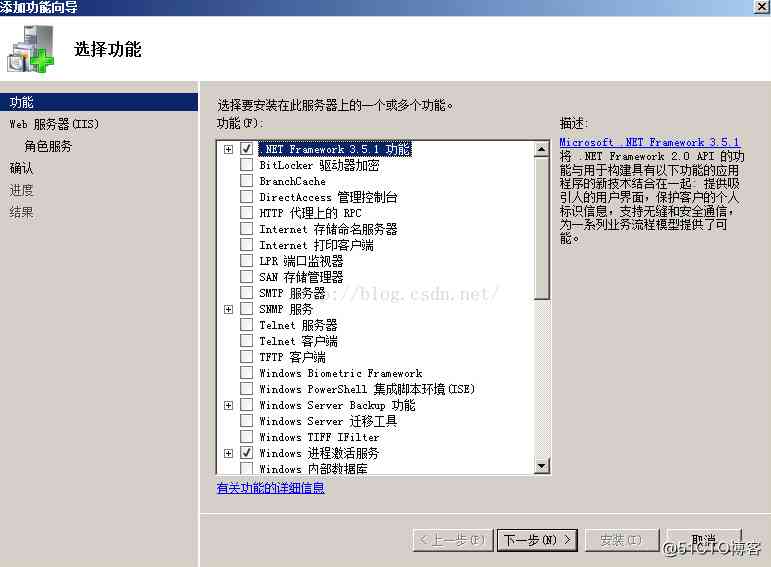 添加功能向导
选择功能
功能
Web 服务器(IIS)
角色服务
确认
进度
结果
选择要安装在此服务器上的一个或多个功能。
功能(F):
.NET Framework 3.5.1 功能
BitLocker 驱动器加密
BranchCache
DirectAccess 管理控制台
HTTP 代理上的 RPC
Internet 存储命名服务器
Internet 打印客户端
LPR 端口监视器
SAN 存储管理器
SMTP 服务器
SNMP 服务
Telnet 服务器
Telnet 客户端
TFTP 客户端
Windows Biometric Framework
Windows PowerShell 集成脚本环境(ISE)
Windows Server Backup 功能
Windows Server 迁移工具
Windows TIFF IFilter
Windows 进程激活服务
Windows 内部数据库
有关功能的详细信息
描述:
Microsoft .NET Framework 3.5.1
将 .NET Framework 2.0 API 的功
能与用于构建具有以下功能的应用
程序的新技术结合在一起: 提供吸
引人的用户界面，保护客户的个人
标识信息，支持无缝和安全通信，
为一系列业务流程模型提供了可
能。
p://blog.csdn.net/
< 上一步(P)
下一步(N) >
安装(I)
取消
@51CTO博客